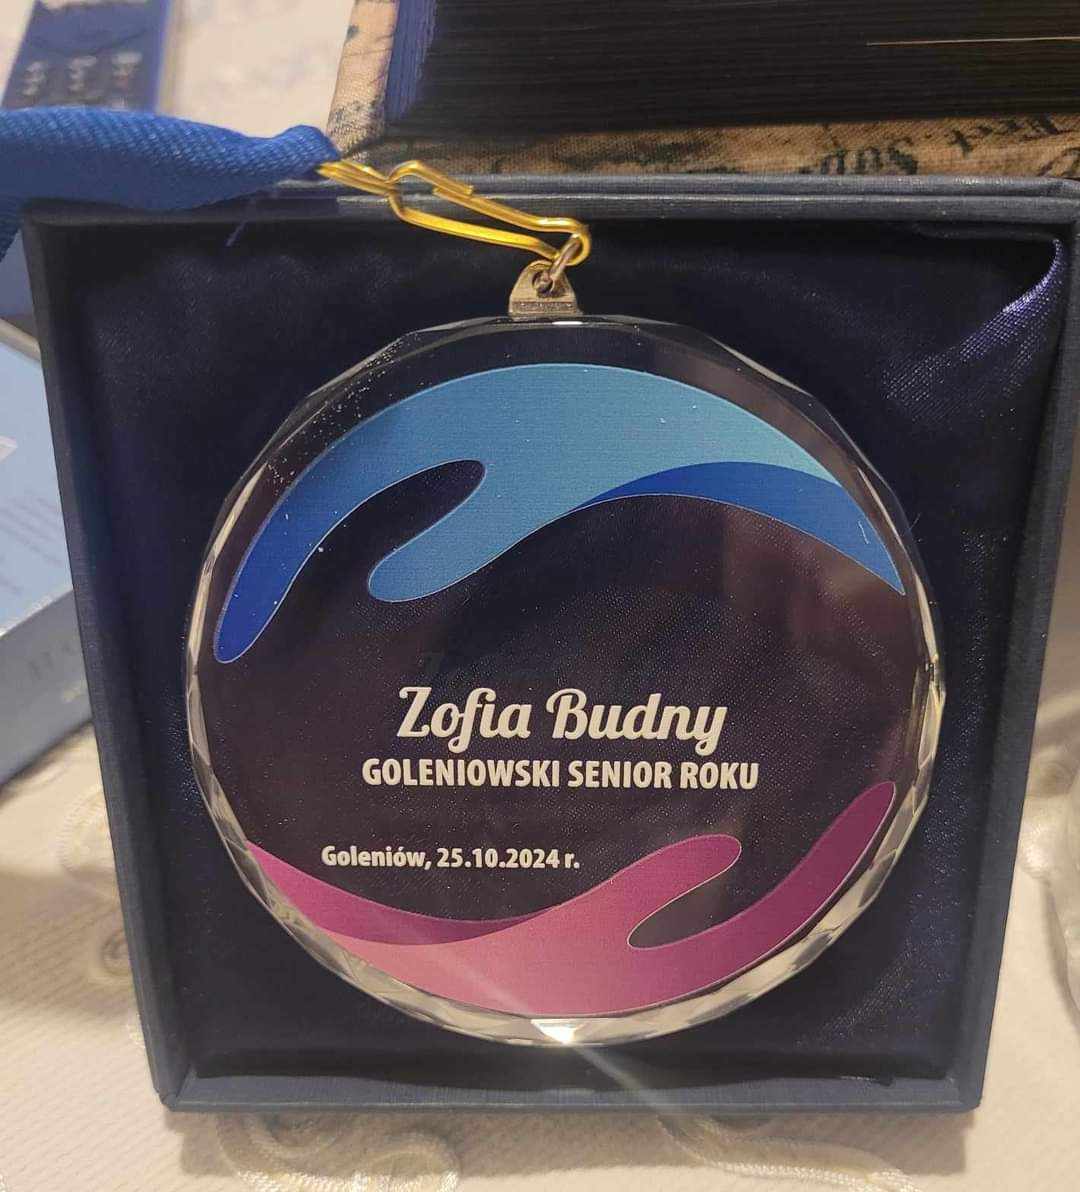 Zofia Budny
GOLENIOWSKI SENIOR ROKU
Goleniów, 25.10.2024 r.